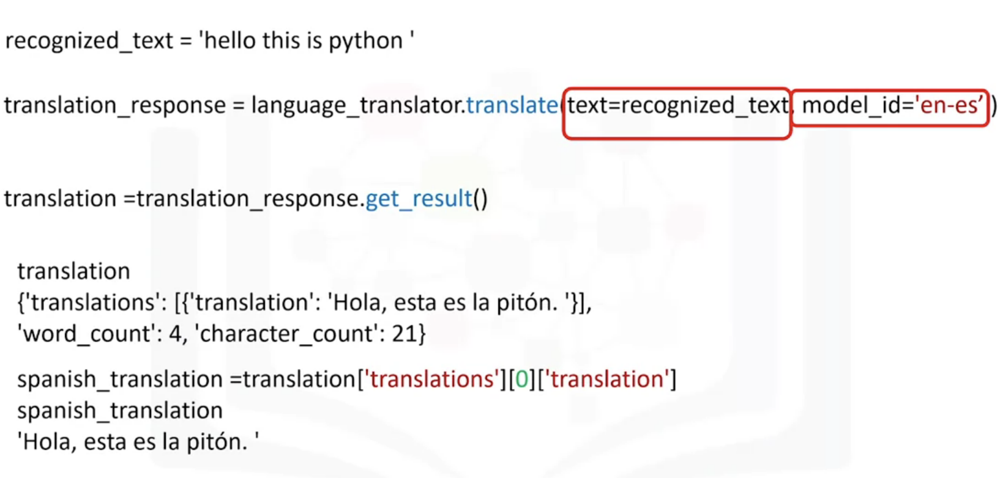 recognized_text = 'hello this is python '
translation_response = language_translator.translate(text=recognized_text, model_id='en-es’)
translation =translation_response.get_result()
translation
{'translations': [{'translation': 'Hola, esta es la pitón. '}],
'word_count': 4, 'character_count': 21}
spanish_translation =translation['translations'][0]['translation']
spanish_translation
'Hola, esta es la pitón. '